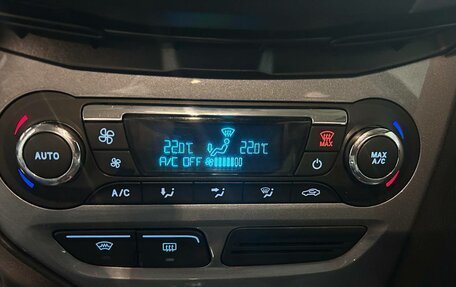 22.0°C 22.0°C
A/C OFF
AUTO
MAX
MAX
A/C
A/C